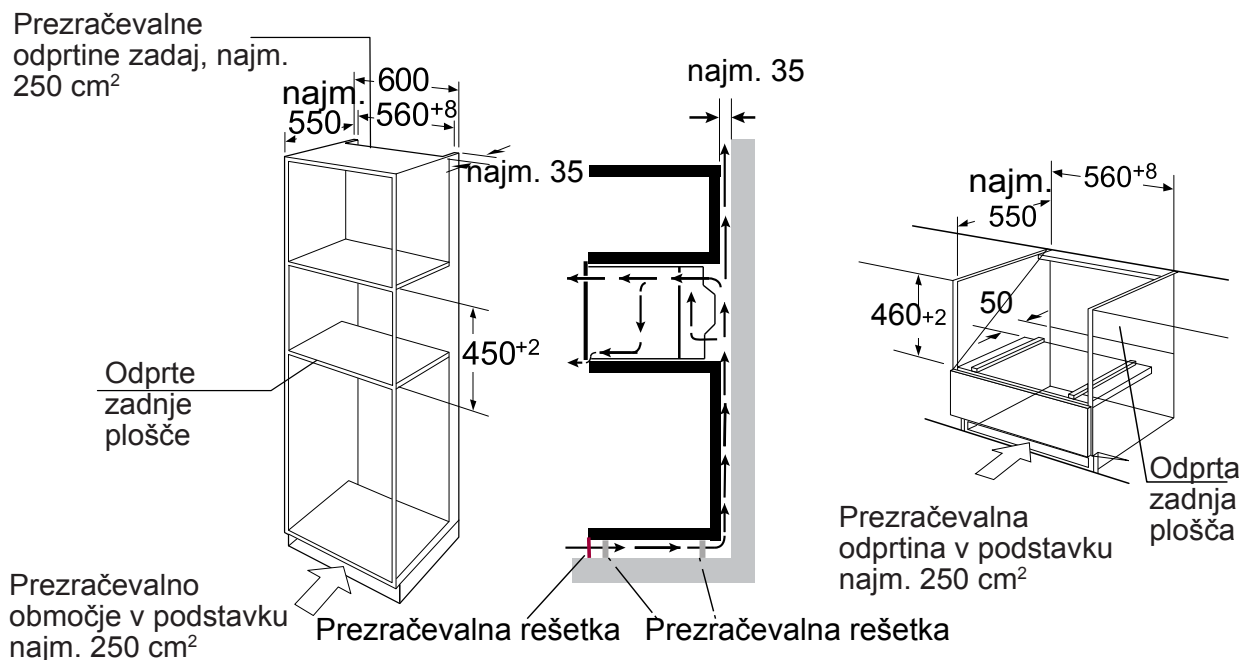 Prezračevalne
odprtine zadaj, najm.
250 cm²
600
najm.
550
560+8
najm. 35
450+2
Odprte
zadnje
plošče
Prezračevalno
območje v podstavku
najm. 250 cm²
najm. 35
Prezračevalna rešetka
Prezračevalna rešetka
najm.
550
560+8
460+2
50
Odprta
zadnja
plošča
Prezračevalna
odprtina v podstavku
najm. 250 cm²